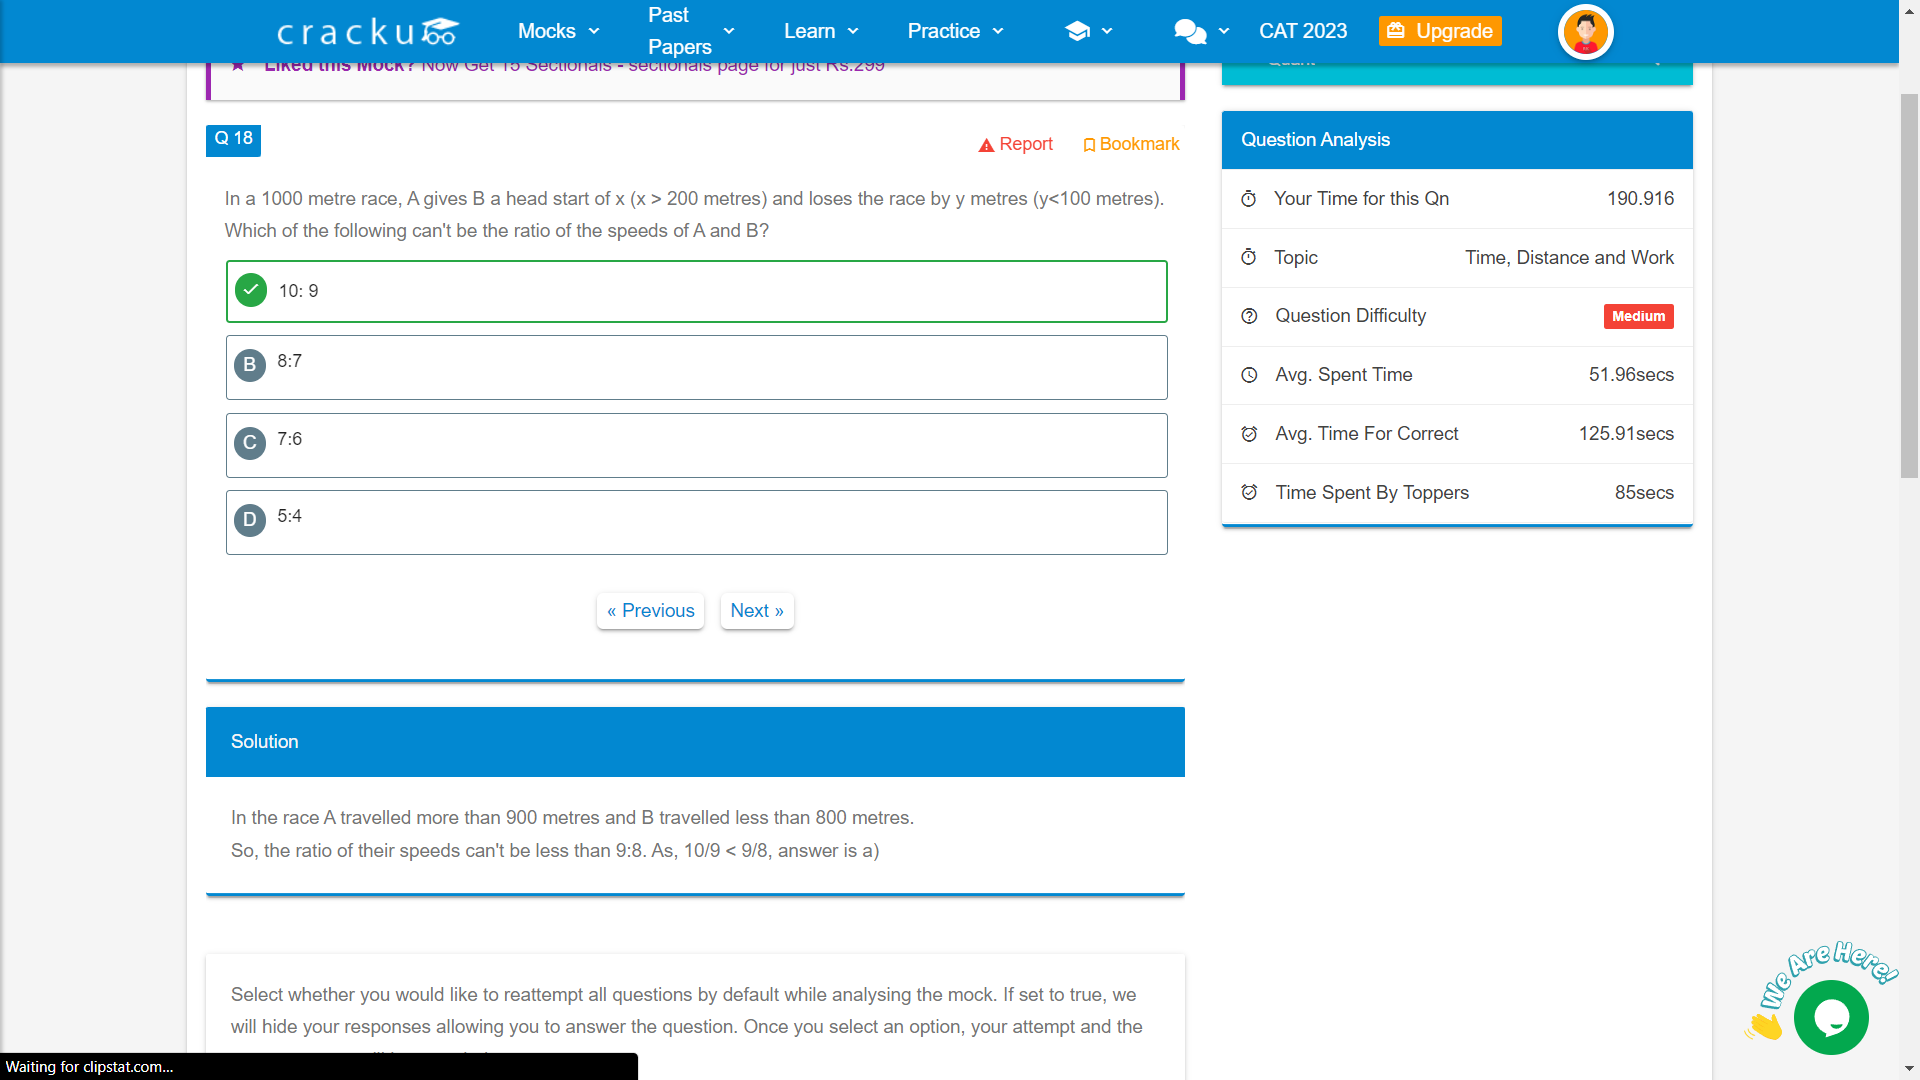 cracku
Mocks
Past Papers
Learn
Practice
CAT 2023
Upgrade
Liked this Mock? Now Get 15 Sectionals - sectionals page for just Rs.299
Quant
Q 18
Report
Bookmark
In a 1000 metre race, A gives B a head start of x (x > 200 metres) and loses the race by y metres (y<100 metres).
Which of the following can't be the ratio of the speeds of A and B?
10: 9
B 8:7
C 7:6
D 5:4
« Previous
Next »
Question Analysis
Your Time for this Qn 190.916
Topic Time, Distance and Work
Question Difficulty Medium
Avg. Spent Time 51.96secs
Avg. Time For Correct 125.91secs
Time Spent By Toppers 85secs
Solution
In the race A travelled more than 900 metres and B travelled less than 800 metres.
So, the ratio of their speeds can't be less than 9:8. As, 10/9 < 9/8, answer is a)
Select whether you would like to reattempt all questions by default while analysing the mock. If set to true, we
will hide your responses allowing you to answer the question. Once you select an option, your attempt and the
We Are Here!
Waiting for clipstat.com...